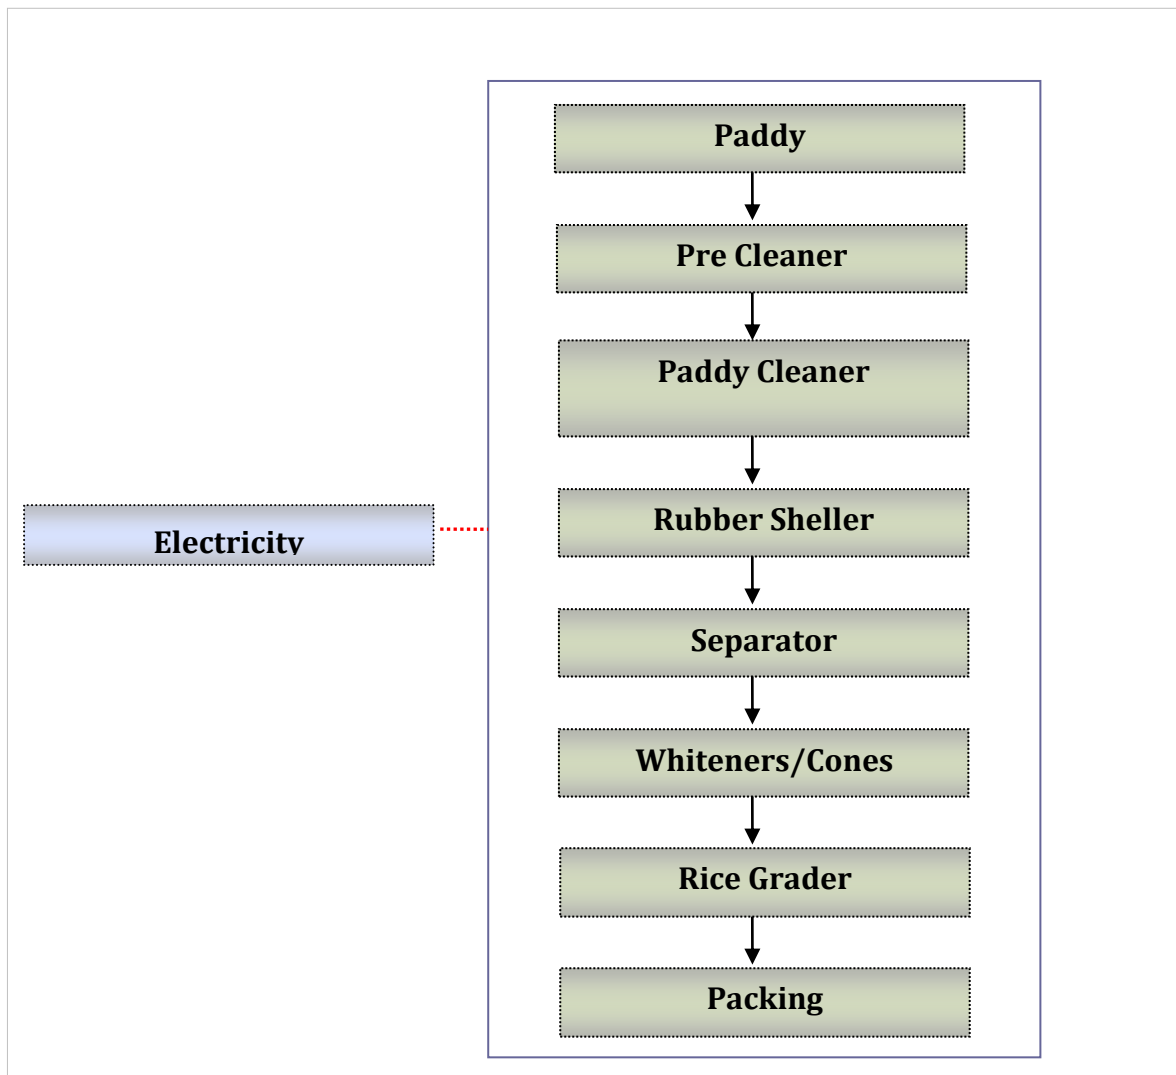 Paddy
Pre Cleaner
Paddy Cleaner
Rubber Sheller
Electricity
Separator
Whiteners/Cones
Rice Grader
Packing